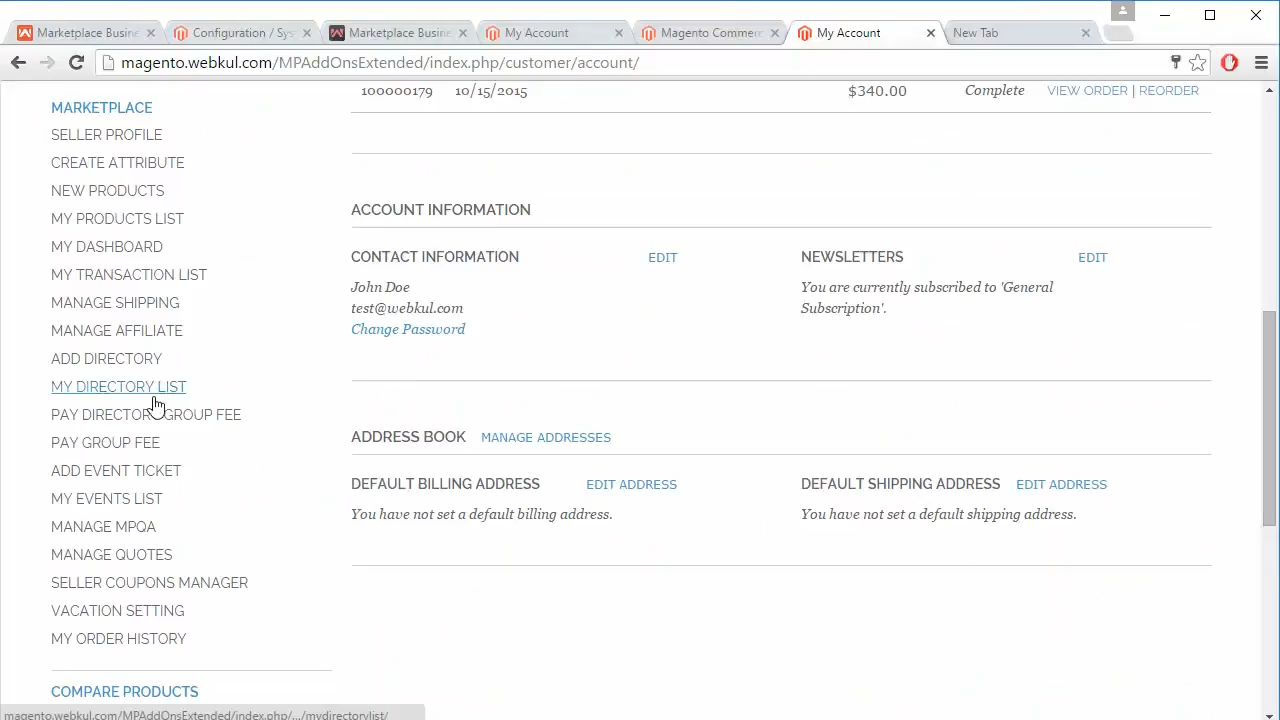 Marketplace Busine
Configuration / Sys
Marketplace Busin
My Account
Magento Commerc
My Account
New Tab
magento.webkul.com/MPAddOnsExtended/index.php/customer/account/
100000179 10/15/2015 $340.00 Complete VIEW ORDER | REORDER
MARKETPLACE
SELLER PROFILE
CREATE ATTRIBUTE
NEW PRODUCTS
MY PRODUCTS LIST
MY DASHBOARD
MY TRANSACTION LIST
MANAGE SHIPPING
MANAGE AFFILIATE
ADD DIRECTORY
MY DIRECTORY LIST
PAY DIRECTORY GROUP FEE
PAY GROUP FEE
ADD EVENT TICKET
MY EVENTS LIST
MANAGE MPQA
MANAGE QUOTES
SELLER COUPONS MANAGER
VACATION SETTING
MY ORDER HISTORY
COMPARE PRODUCTS
ACCOUNT INFORMATION
CONTACT INFORMATION EDIT
John Doe
test@webkul.com
Change Password
NEWSLETTERS EDIT
You are currently subscribed to 'General
Subscription'.
ADDRESS BOOK MANAGE ADDRESSES
DEFAULT BILLING ADDRESS EDIT ADDRESS
You have not set a default billing address.
DEFAULT SHIPPING ADDRESS EDIT ADDRESS
You have not set a default shipping address.
magento.webkul.com/MPAddOnsExtended/index.php/.../mydirectorylist/